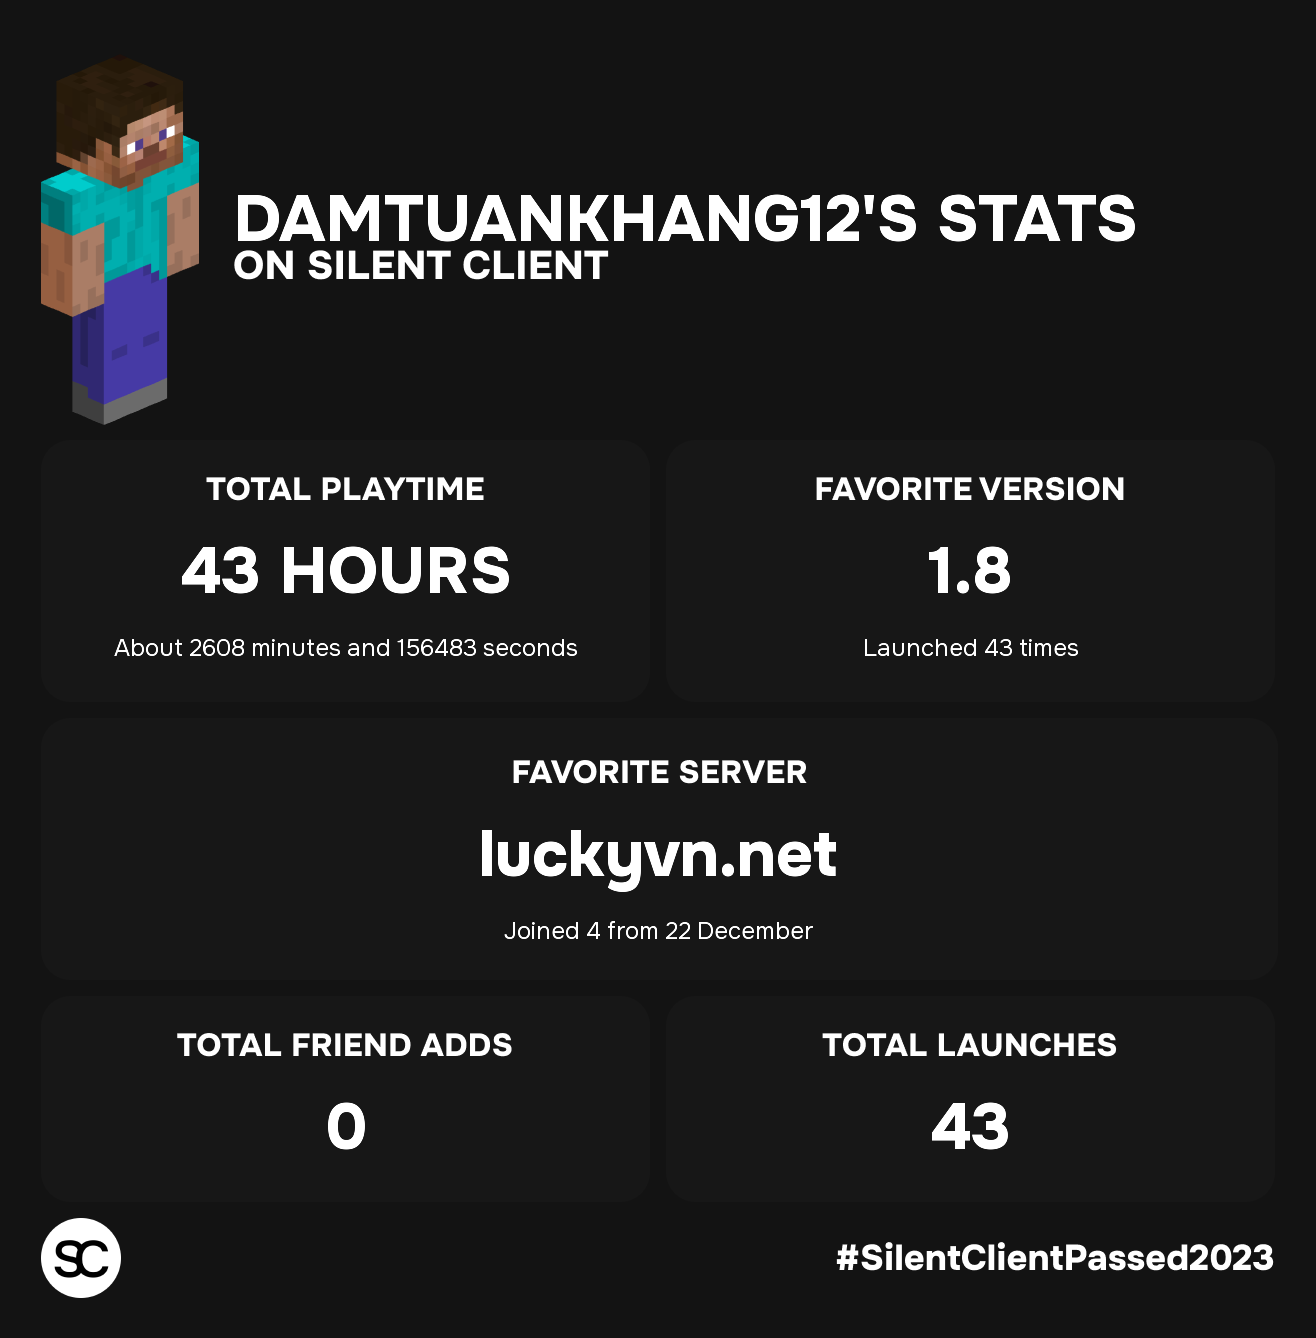 DAMTUANKHANG12'S STATS
ON SILENT CLIENT
TOTAL PLAYTIME
43 HOURS
About 2608 minutes and 156483 seconds
FAVORITE VERSION
1.8
Launched 43 times
FAVORITE SERVER
luckyvn.net
Joined 4 from 22 December
TOTAL FRIEND ADDS
0
TOTAL LAUNCHES
43
SC
#SilentClientPassed2023